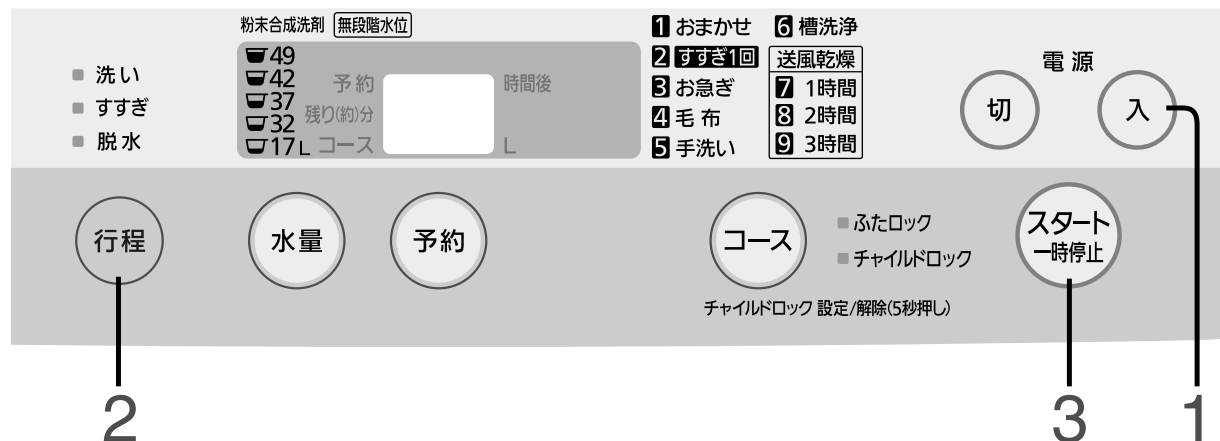 粉末合成洗剤 無段階水位
49
42
37
32
17L
予約 時間後
残り(約)分
コース L
洗い
すすぎ
脱水
1 おまかせ
2 すすぎ1回
3 お急ぎ
4 毛布
5 手洗い
6 槽洗浄
送風乾燥
7 1時間
8 2時間
9 3時間
電源
切 入
行程 水量 予約 コース
ふたロック
チャイルドロック
スタート
一時停止
チャイルドロック 設定/解除(5秒押し)
2 3 1